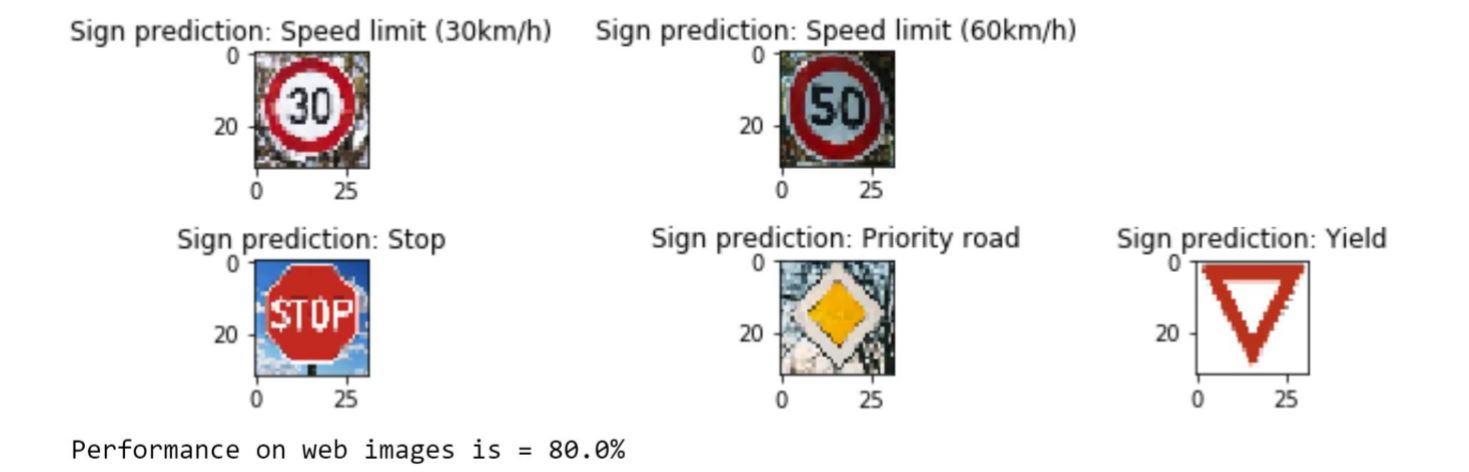 Sign prediction: Speed limit (30km/h) Sign prediction: Speed limit (60km/h)
0 0
30 50
20 20
0 25 0 25
Sign prediction: Stop Sign prediction: Priority road Sign prediction: Yield
0 0 0
STOP
20 20 20
0 25 0 25 0 25
Performance on web images is = 80.0%